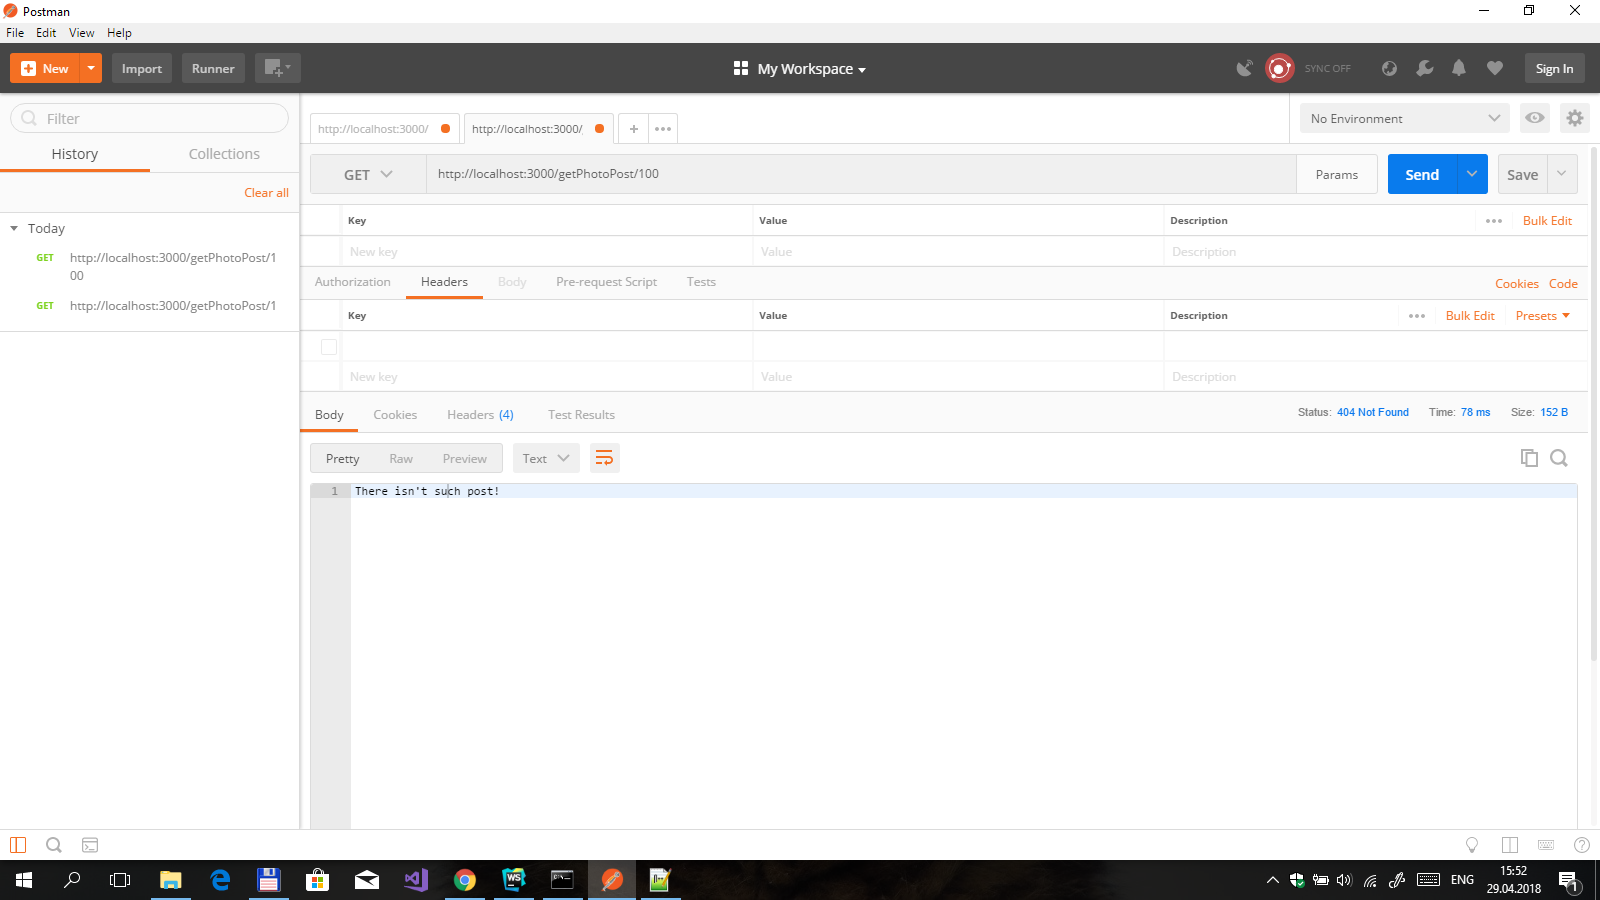 Postman
File Edit View Help
New Import Runner My Workspace SYNC OFF Sign In
Filter
History Collections
Clear all
Today
GET http://localhost:3000/getPhotoPost/1
00
GET http://localhost:3000/getPhotoPost/1
http://localhost:3000/ http://localhost:3000/ + No Environment
GET http://localhost:3000/getPhotoPost/100 Params Send Save
Key Value Description Bulk Edit
New key Value Description
Authorization Headers Body Pre-request Script Tests Cookies Code
Key Value Description Bulk Edit Presets
New key Value Description
Body Cookies Headers (4) Test Results Status: 404 Not Found Time: 78 ms Size: 152 B
Pretty Raw Preview Text
1 There isn't such post!
WS ENG 15:52
29.04.2018 1